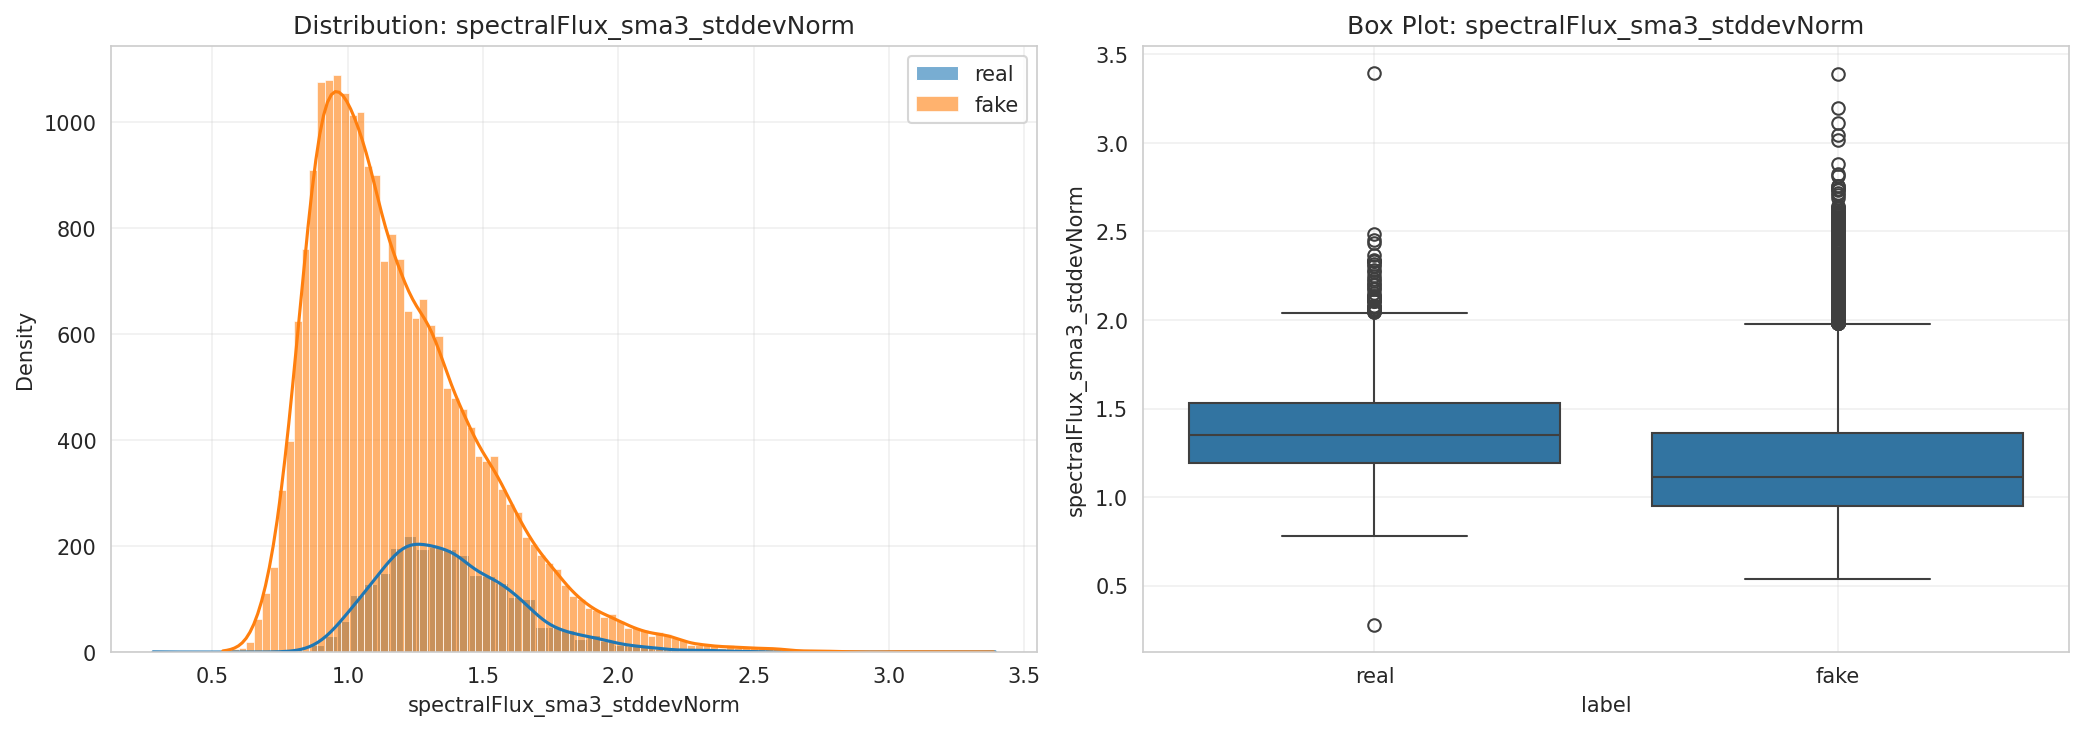 Distribution: spectralFlux_sma3_stddevNorm
real
fake
Density
1000
800
600
400
200
0
0.5 1.0 1.5 2.0 2.5 3.0 3.5
spectralFlux_sma3_stddevNorm
Box Plot: spectralFlux_sma3_stddevNorm
spectralFlux_sma3_stddevNorm
3.5
3.0
2.5
2.0
1.5
1.0
0.5
real fake
label